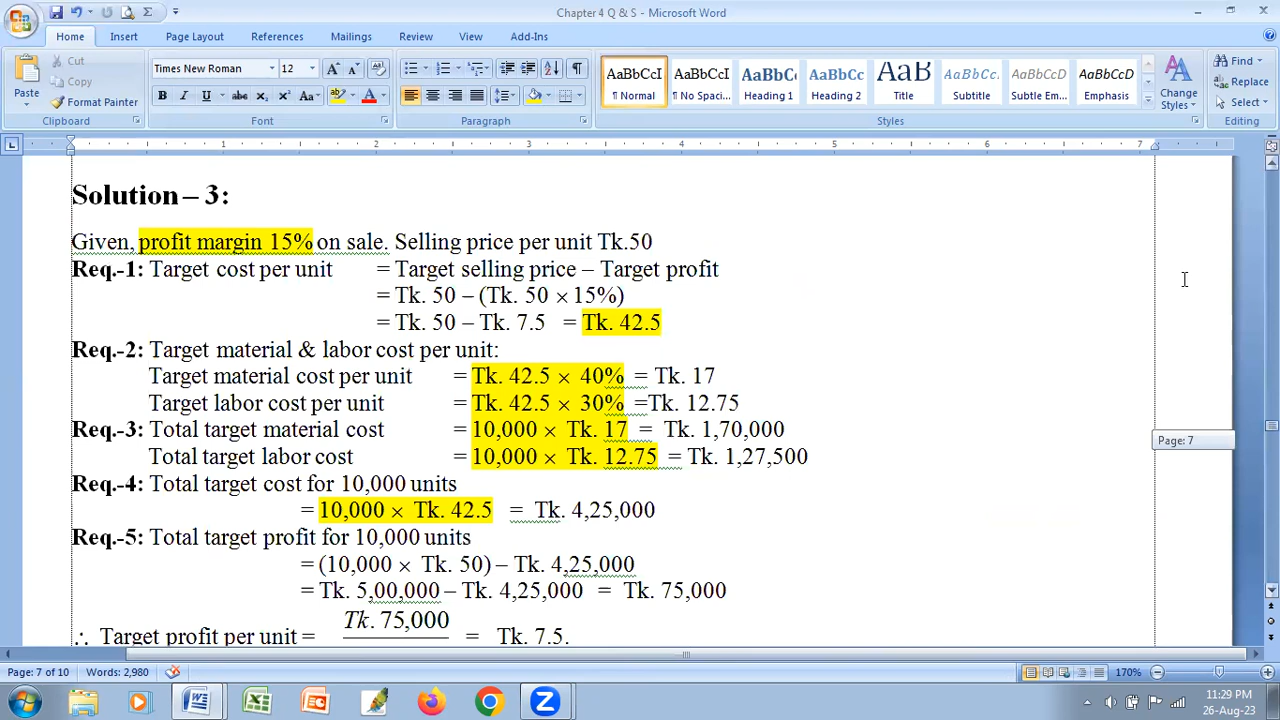 Chapter 4 Q & S - Microsoft Word
Home Insert Page Layout References Mailings Review View Add-Ins
Paste
Cut
Copy
Format Painter
Clipboard
Times New Roman 12
Font
Paragraph
AaBbCcI AaBbCcI AaBbC AaBbCc AaB AaBbCcI AaBbCcD AaBbCcD
¶ Normal ¶ No Spaci... Heading 1 Heading 2 Title Subtitle Subtle Em... Emphasis
Change Styles
Styles
Find
Replace
Select
Editing
1 2 3 4 5 6 7
Solution – 3:
Given, profit margin 15% on sale. Selling price per unit Tk.50
Req.-1: Target cost per unit = Target selling price – Target profit
= Tk. 50 – (Tk. 50 × 15%)
= Tk. 50 – Tk. 7.5 = Tk. 42.5
Req.-2: Target material & labor cost per unit:
Target material cost per unit = Tk. 42.5 × 40% = Tk. 17
Target labor cost per unit = Tk. 42.5 × 30% =Tk. 12.75
Req.-3: Total target material cost = 10,000 × Tk. 17 = Tk. 1,70,000
Total target labor cost = 10,000 × Tk. 12.75 = Tk. 1,27,500
Page: 7
Req.-4: Total target cost for 10,000 units
= 10,000 × Tk. 42.5 = Tk. 4,25,000
Req.-5: Total target profit for 10,000 units
= (10,000 × Tk. 50) – Tk. 4,25,000
= Tk. 5,00,000 – Tk. 4,25,000 = Tk. 75,000
Tk. 75,000
∴ Target profit per unit = = Tk. 7.5.
Page: 7 of 10 Words: 2,980 170%
11:29 PM
26-Aug-23